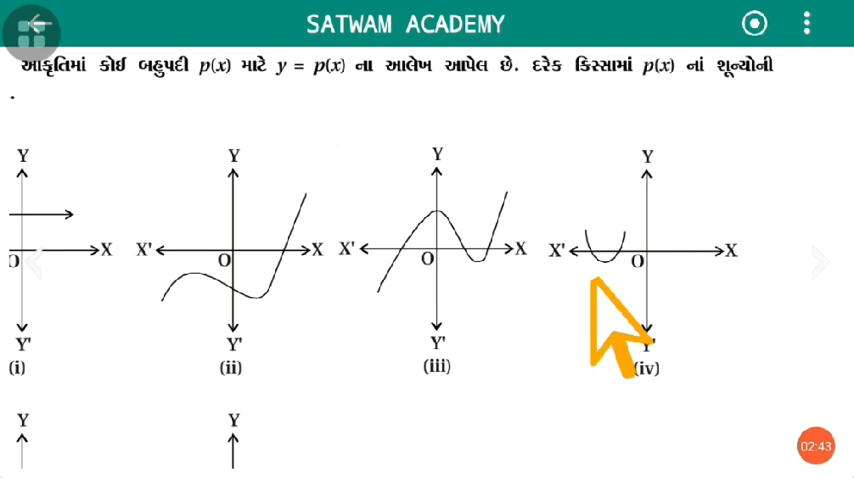 SATWAM ACADEMY
આકૃતિમાં કોઈ બહુપદી p(x) માટે y = p(x) ના આલેખ આપેલ છે. દરેક કિસ્સામાં p(x) નાં શૂન્યોની
.
Y Y Y Y
X X' X X' X X' X
O O O O
Y' Y' Y' Y'
(i) (ii) (iii) (iv)
Y Y
02:43